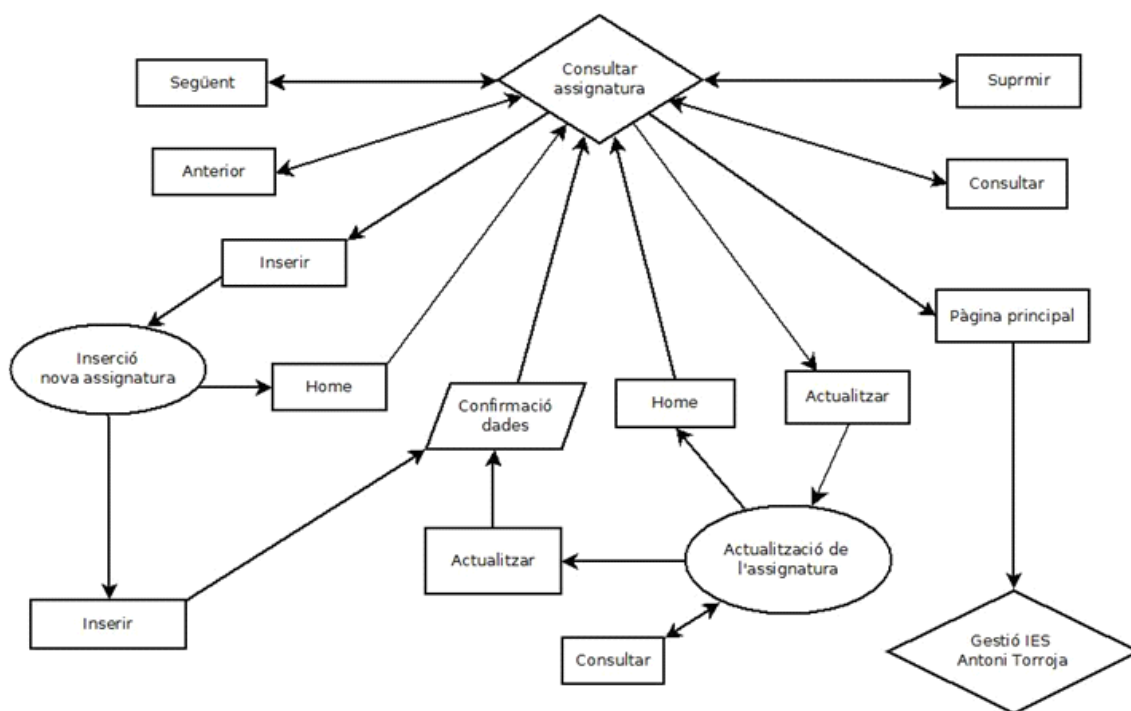 Consultar
assignatura
Següent
Suprmir
Anterior
Consultar
Inserir
Pàgina principal
Inserció
nova assignatura
Home
Confirmació
dades
Home
Actualitzar
Actualitzar
Actualització de
l'assignatura
Inserir
Consultar
Gestió IES
Antoni Torroja